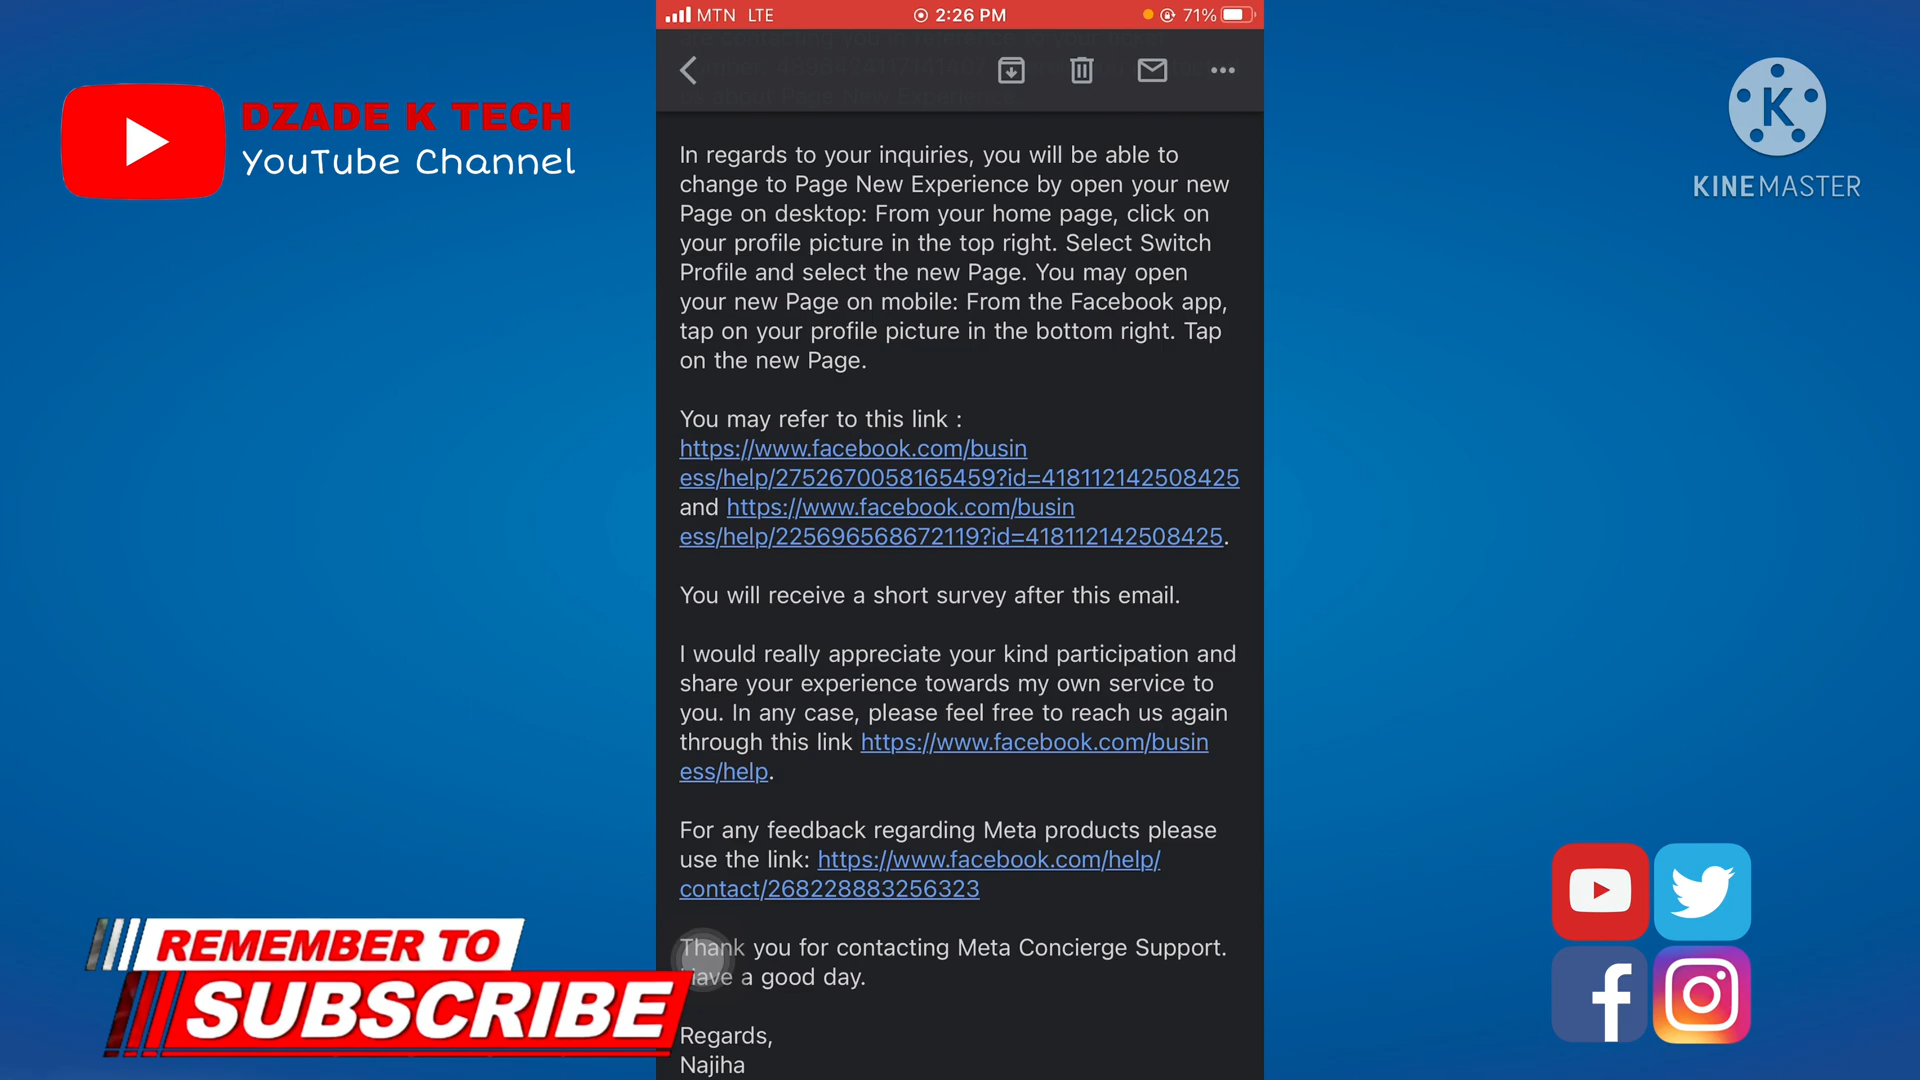 MTN LTE 2:26 PM 71%
DZADE K TECH
YouTube Channel
K
KINEMASTER
us about Page New Experience
In regards to your inquiries, you will be able to
change to Page New Experience by open your new
Page on desktop: From your home page, click on
your profile picture in the top right. Select Switch
Profile and select the new Page. You may open
your new Page on mobile: From the Facebook app,
tap on your profile picture in the bottom right. Tap
on the new Page.
You may refer to this link :
https://www.facebook.com/busin
ess/help/2752670058165459?id=418112142508425
and https://www.facebook.com/busin
ess/help/225696568672119?id=418112142508425.
You will receive a short survey after this email.
I would really appreciate your kind participation and
share your experience towards my own service to
you. In any case, please feel free to reach us again
through this link https://www.facebook.com/busin
ess/help.
For any feedback regarding Meta products please
use the link: https://www.facebook.com/help/
contact/268228883256323
Thank you for contacting Meta Concierge Support.
Have a good day.
Regards,
Najiha
REMEMBER TO
SUBSCRIBE